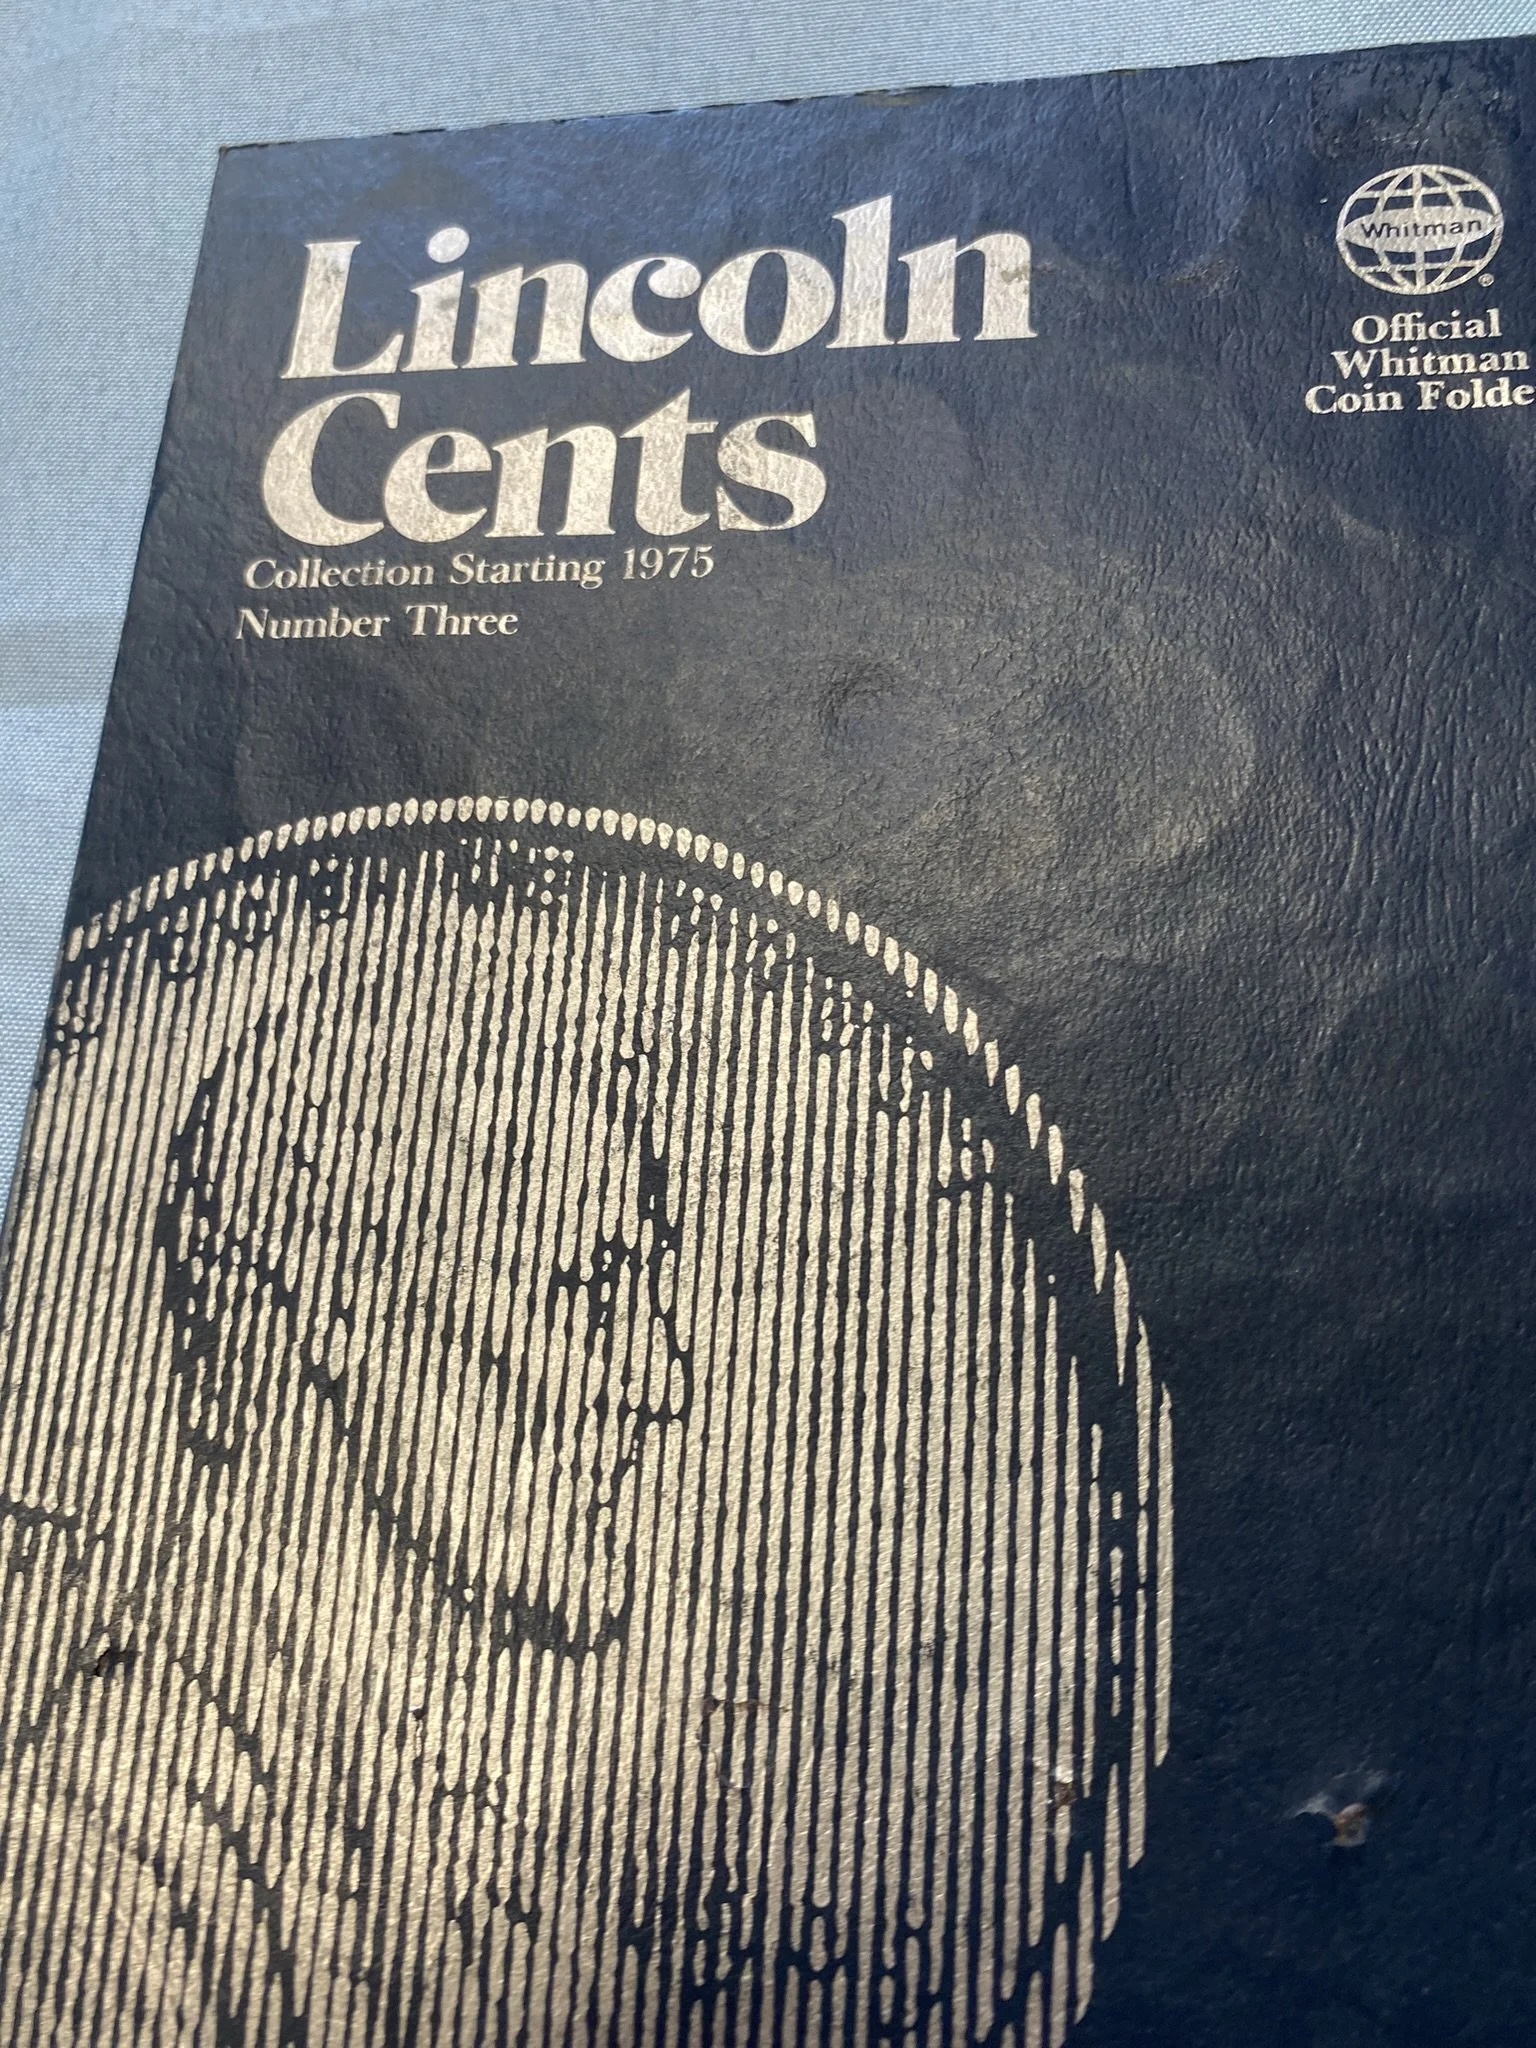 Lincoln
Cents
Collection Starting 1975
Number Three
Whitman
®
Official
Whitman
Coin Folde